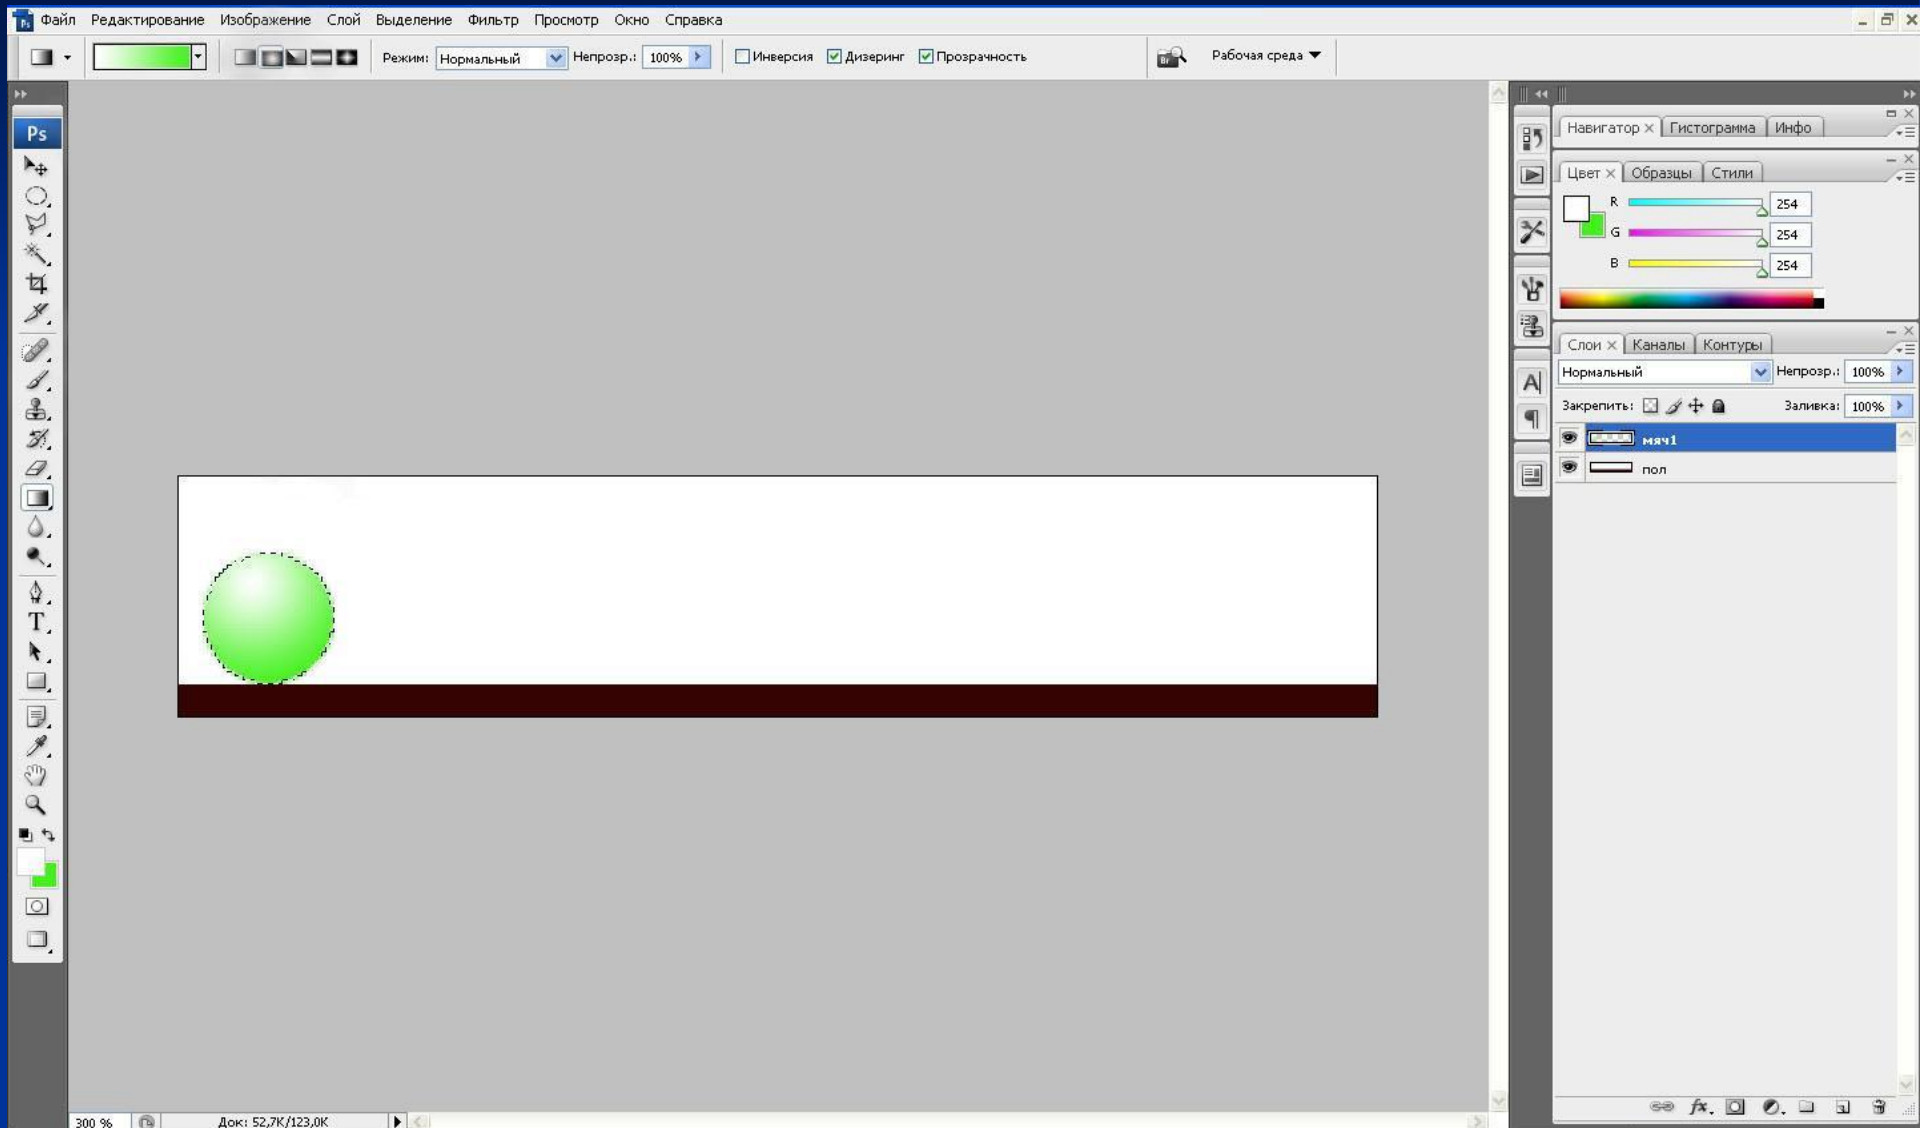 Файл Редактирование Изображение Слой Выделение Фильтр Просмотр Окно Справка
Режим: Нормальный Непрозр.: 100% Инверсия Дизеринг Прозрачность Рабочая среда
Ps
Навигатор Гистограмма Инфо
Цвет Образцы Стили
R 254
G 254
B 254
Слои Каналы Контуры
Нормальный Непрозр.: 100%
Закрепить: Заливка: 100%
мяч1
пол
300 % Док: 52,7K/123,0K